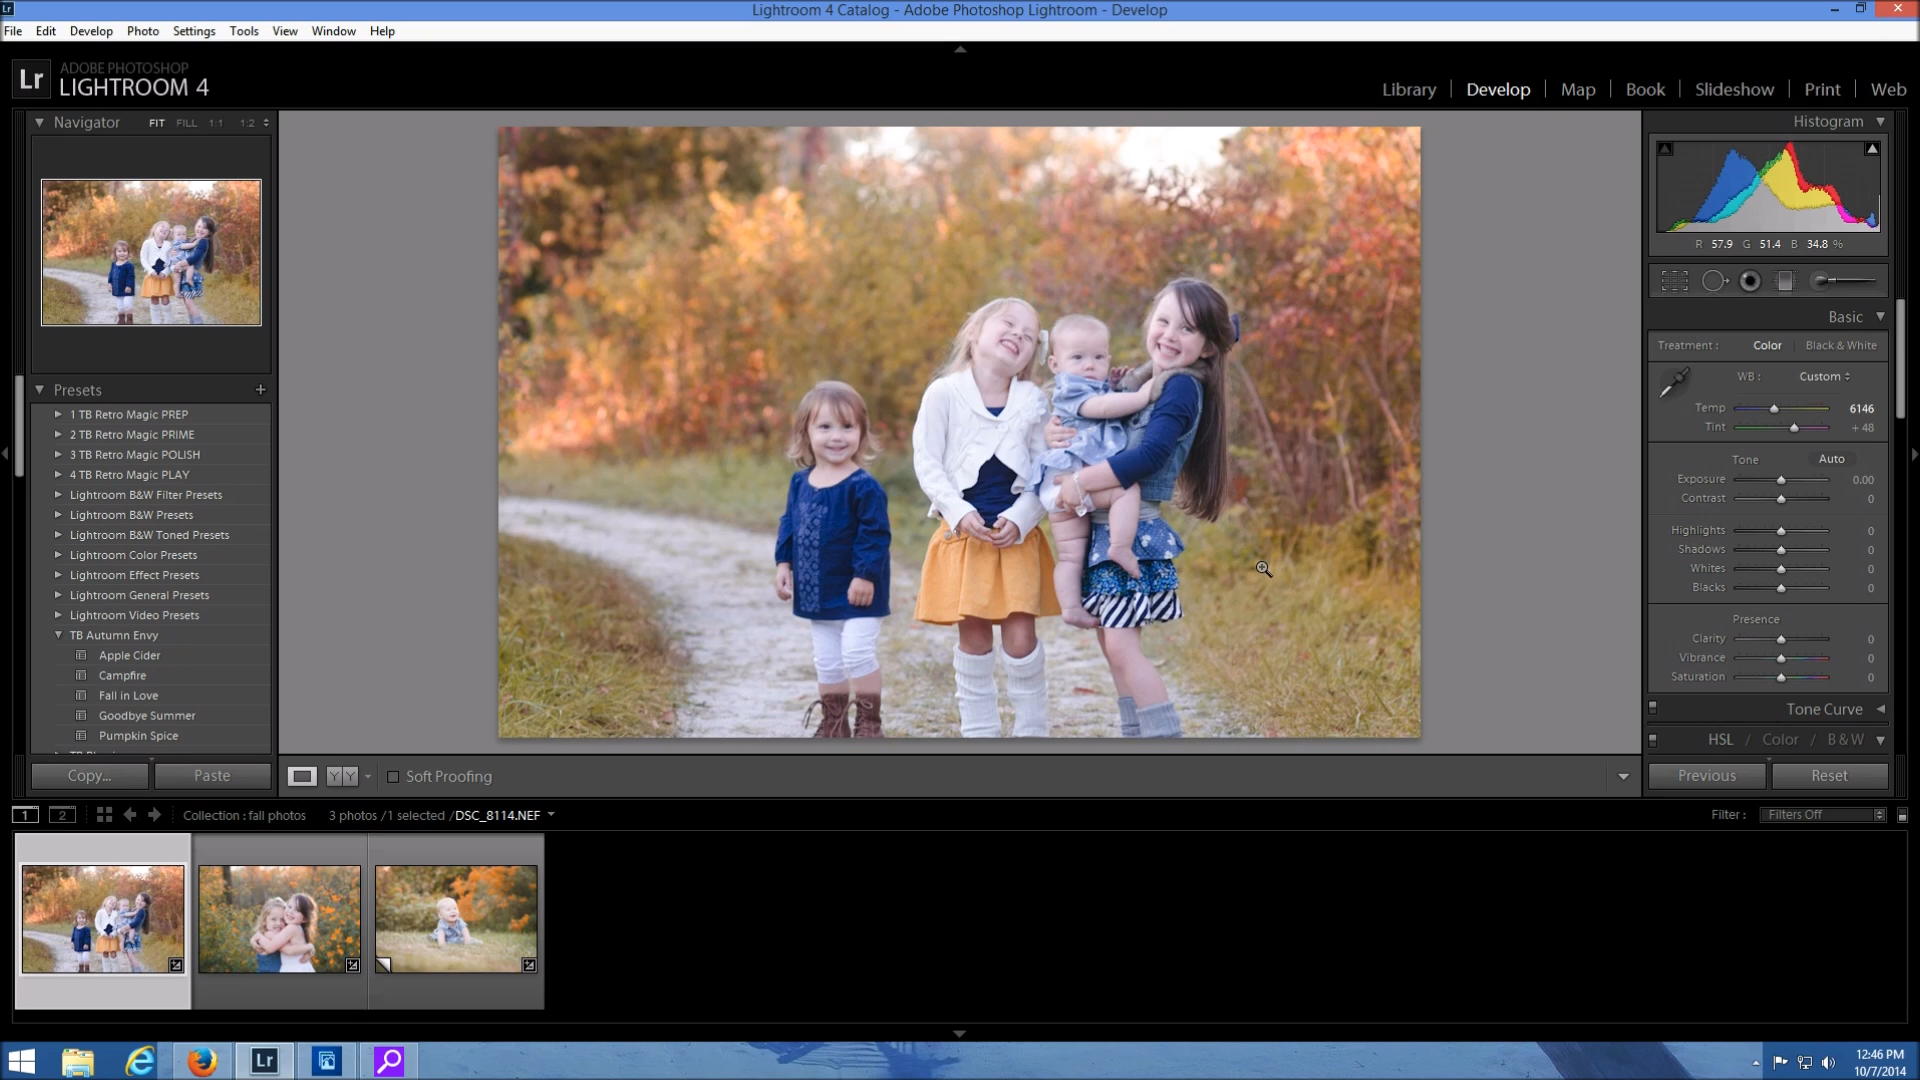 Lightroom 4 Catalog - Adobe Photoshop Lightroom - Develop
File Edit Develop Photo Settings Tools View Window Help
Lr ADOBE PHOTOSHOP
LIGHTROOM 4
Library Develop Map Book Slideshow Print Web
Navigator FIT FILL 1:1 1:2
Histogram
R 57.9 G 51.4 B 34.8 %
Basic
Treatment : Color Black & White
WB : Custom
Temp 6146
Tint + 48
Tone Auto
Exposure 0.00
Contrast 0
Highlights 0
Shadows 0
Whites 0
Blacks 0
Presence
Clarity 0
Vibrance 0
Saturation 0
Tone Curve
HSL / Color / B & W
Previous Reset
Presets +
1 TB Retro Magic PREP
2 TB Retro Magic PRIME
3 TB Retro Magic POLISH
4 TB Retro Magic PLAY
Lightroom B&W Filter Presets
Lightroom B&W Presets
Lightroom B&W Toned Presets
Lightroom Color Presets
Lightroom Effect Presets
Lightroom General Presets
Lightroom Video Presets
TB Autumn Envy
Apple Cider
Campfire
Fall in Love
Goodbye Summer
Pumpkin Spice
Copy... Paste
YY Soft Proofing
1 2 Collection : fall photos 3 photos /1 selected /DSC_8114.NEF
Filter : Filters Off
Lr
12:46 PM
10/7/2014